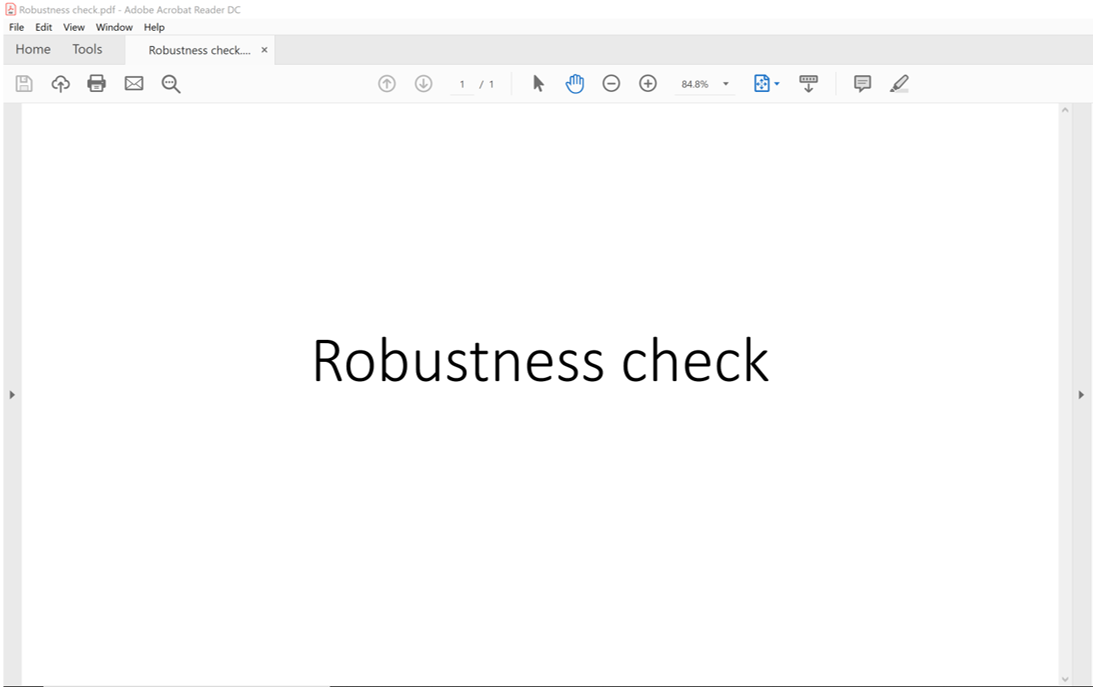 Robustness check.pdf - Adobe Acrobat Reader DC
File Edit View Window Help
Home Tools Robustness check.... ×
1 / 1 84.8%
Robustness check